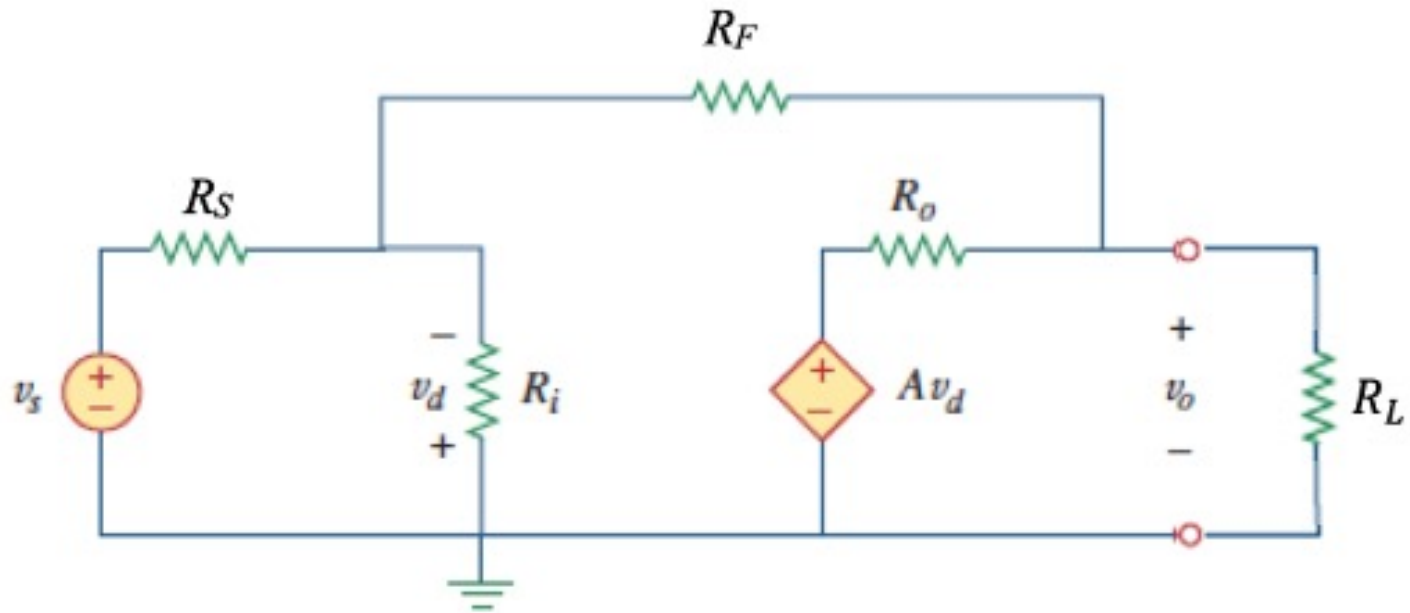 R_F
R_S
R_o
v_s
+
−
−
v_d
+
R_i
+
−
Av_d
+
v_o
−
R_L